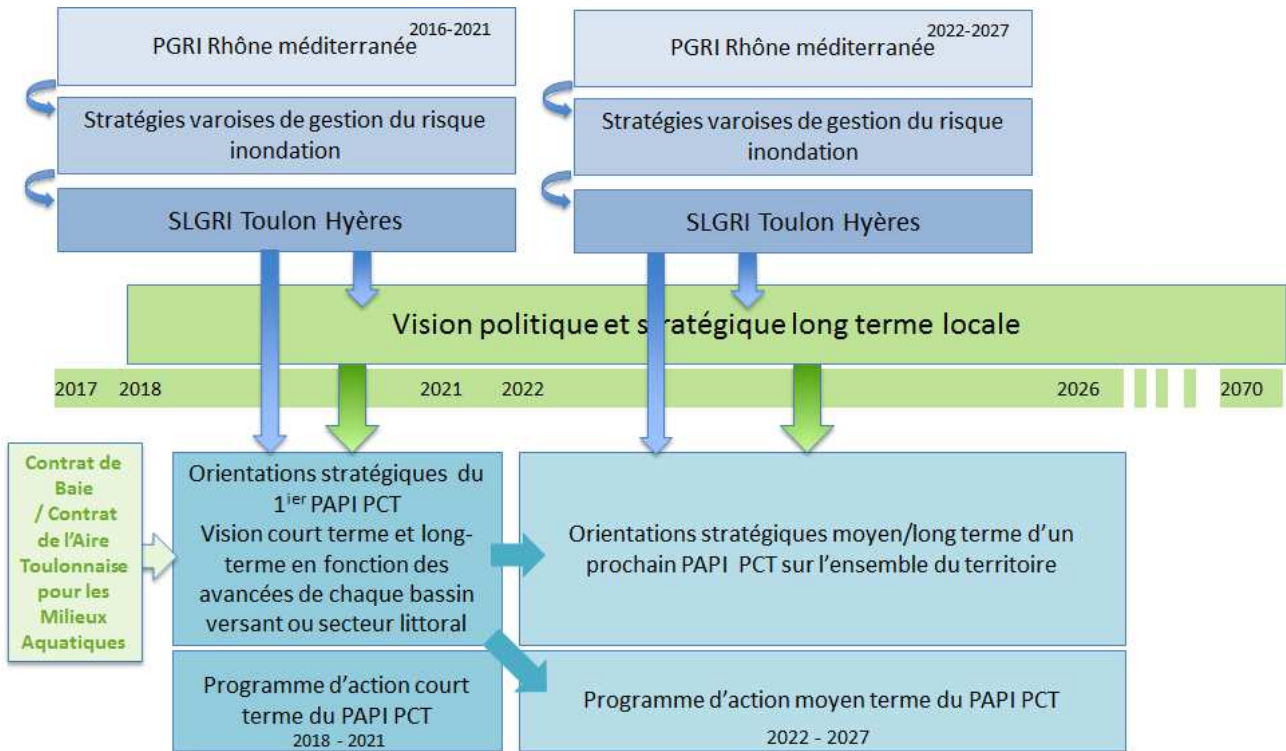 PGRI Rhône méditerranée 2016-2021
Stratégies varoises de gestion du risque
inondation
SLGRI Toulon Hyères
PGRI Rhône méditerranée 2022-2027
Stratégies varoises de gestion du risque
inondation
SLGRI Toulon Hyères
Vision politique et stratégique long terme locale
2017 2018 2021 2022 2026 2070
Contrat de
Baie
/ Contrat
de l'Aire
Toulonnaise
pour les
Milieux
Aquatiques
Orientations stratégiques du
1ier PAPI PCT
Vision court terme et long-
terme en fonction des
avancées de chaque bassin
versant ou secteur littoral
Orientations stratégiques moyen/long terme d'un
prochain PAPI PCT sur l'ensemble du territoire
Programme d'action court
terme du PAPI PCT
2018 - 2021
Programme d'action moyen terme du PAPI PCT
2022 - 2027